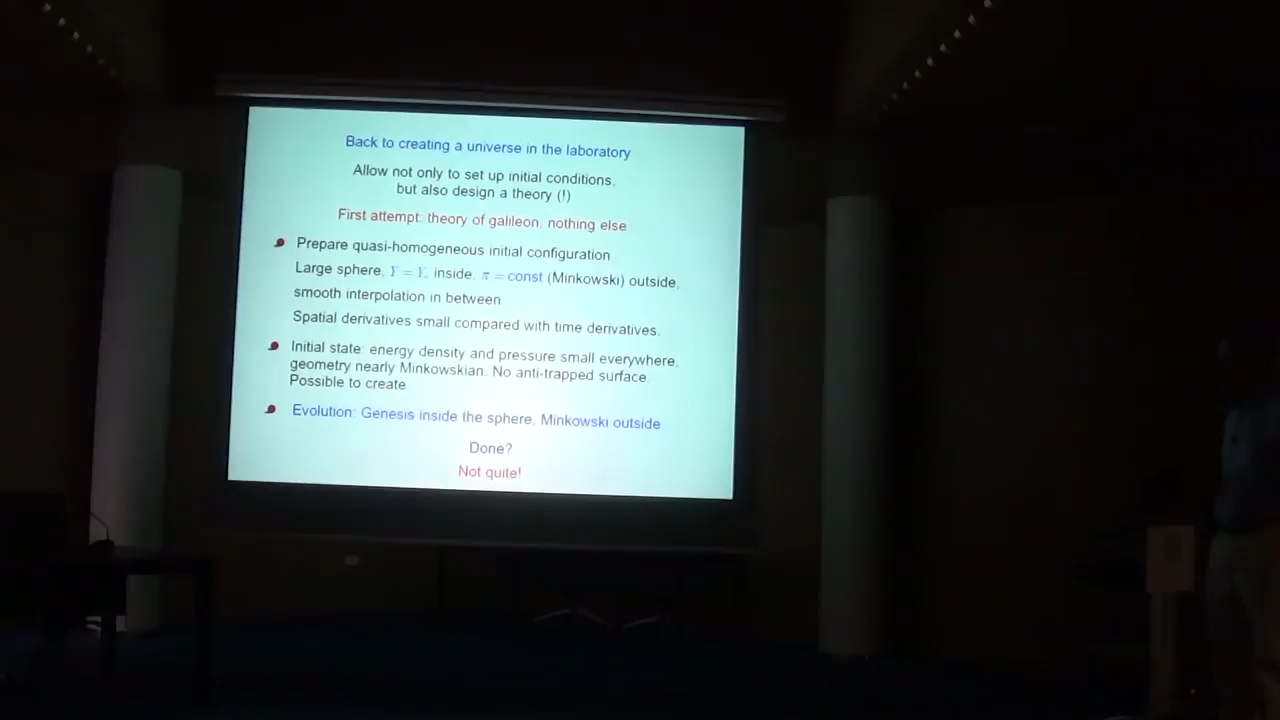 Back to creating a universe in the laboratory
Allow not only to set up initial conditions,
but also design a theory (!)
First attempt: theory of galileon, nothing else
Prepare quasi-homogeneous initial configuration
Large sphere, Y = Y* inside, π = const (Minkowski) outside,
smooth interpolation in between
Spatial derivatives small compared with time derivatives.
Initial state: energy density and pressure small everywhere,
geometry nearly Minkowskian. No anti-trapped surface.
Possible to create
Evolution: Genesis inside the sphere, Minkowski outside
Done?
Not quite!